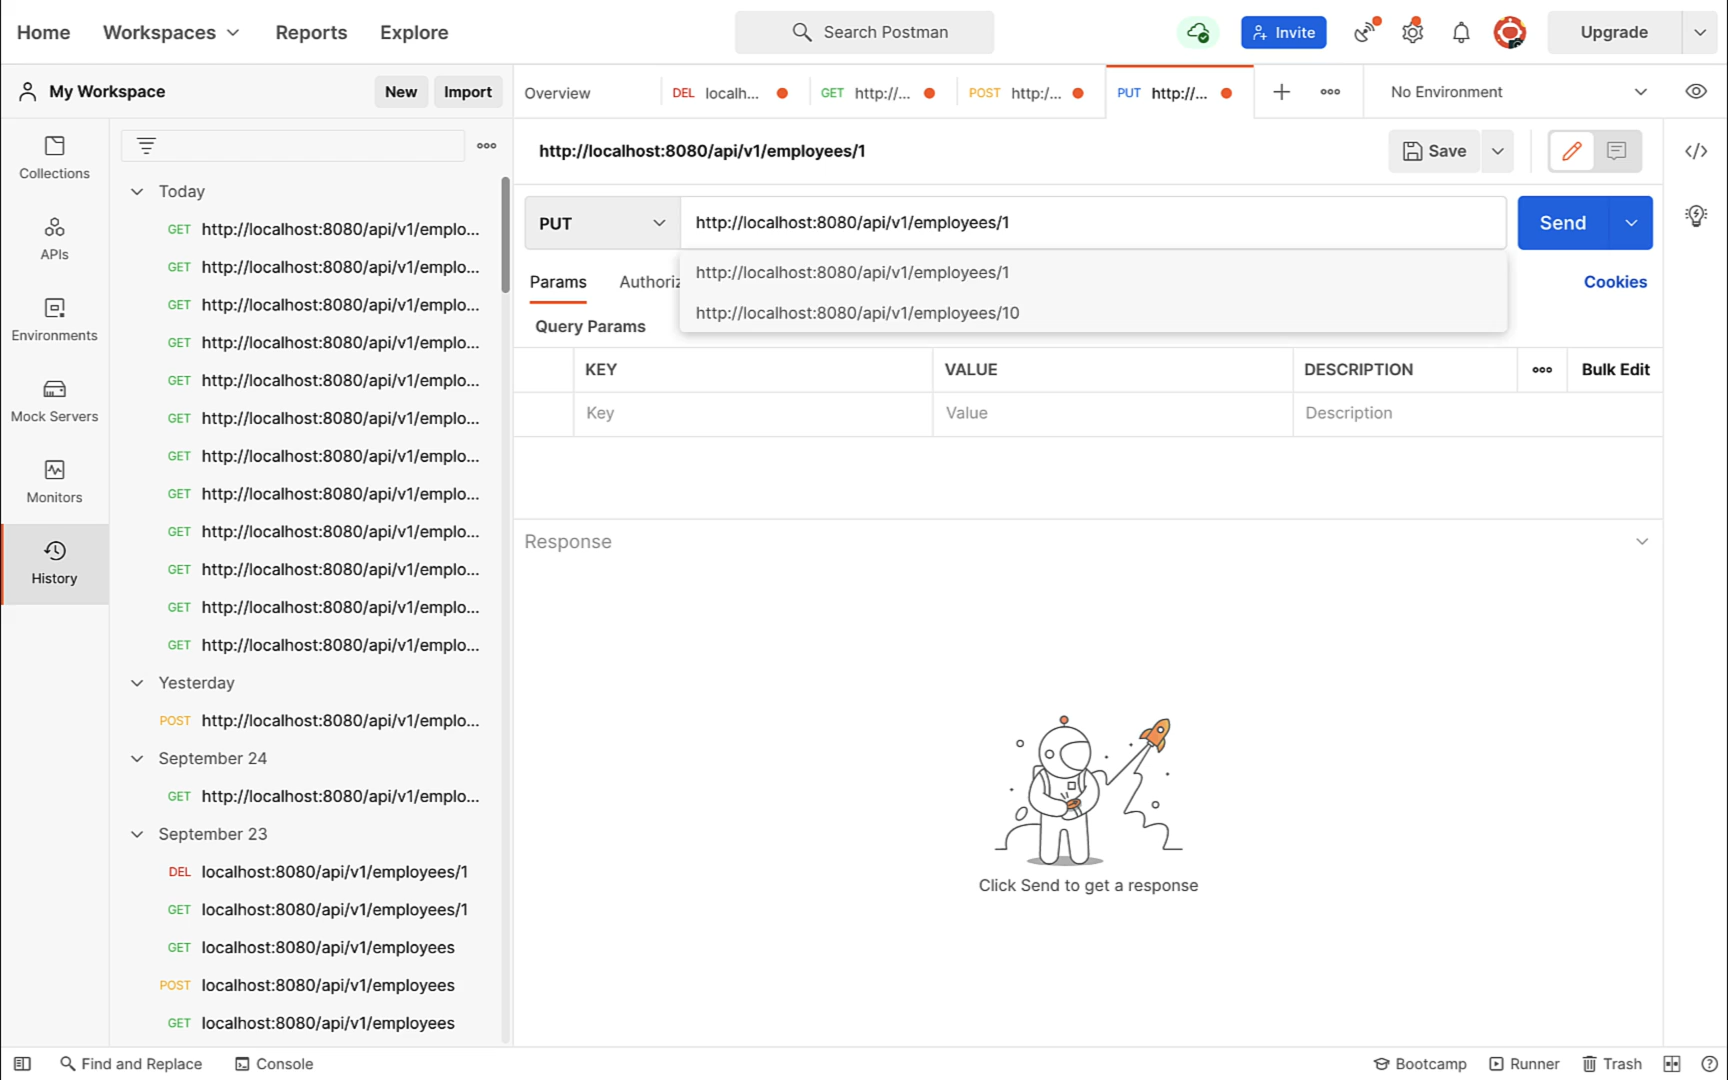 Home Workspaces Reports Explore Search Postman Invite Upgrade
My Workspace New Import Overview DEL localh... GET http://... POST http:/... PUT http://... No Environment
Collections
APIs
Environments
Mock Servers
Monitors
History
Today
GET http://localhost:8080/api/v1/emplo...
GET http://localhost:8080/api/v1/emplo...
GET http://localhost:8080/api/v1/emplo...
GET http://localhost:8080/api/v1/emplo...
GET http://localhost:8080/api/v1/emplo...
GET http://localhost:8080/api/v1/emplo...
GET http://localhost:8080/api/v1/emplo...
GET http://localhost:8080/api/v1/emplo...
GET http://localhost:8080/api/v1/emplo...
GET http://localhost:8080/api/v1/emplo...
GET http://localhost:8080/api/v1/emplo...
GET http://localhost:8080/api/v1/emplo...
Yesterday
POST http://localhost:8080/api/v1/emplo...
September 24
GET http://localhost:8080/api/v1/emplo...
September 23
DEL localhost:8080/api/v1/employees/1
GET localhost:8080/api/v1/employees/1
GET localhost:8080/api/v1/employees
POST localhost:8080/api/v1/employees
GET localhost:8080/api/v1/employees
http://localhost:8080/api/v1/employees/1 Save
PUT http://localhost:8080/api/v1/employees/1 Send
http://localhost:8080/api/v1/employees/1
http://localhost:8080/api/v1/employees/10
Params Authoriz Cookies
Query Params
KEY VALUE DESCRIPTION Bulk Edit
Key Value Description
Response
Click Send to get a response
Find and Replace Console Bootcamp Runner Trash